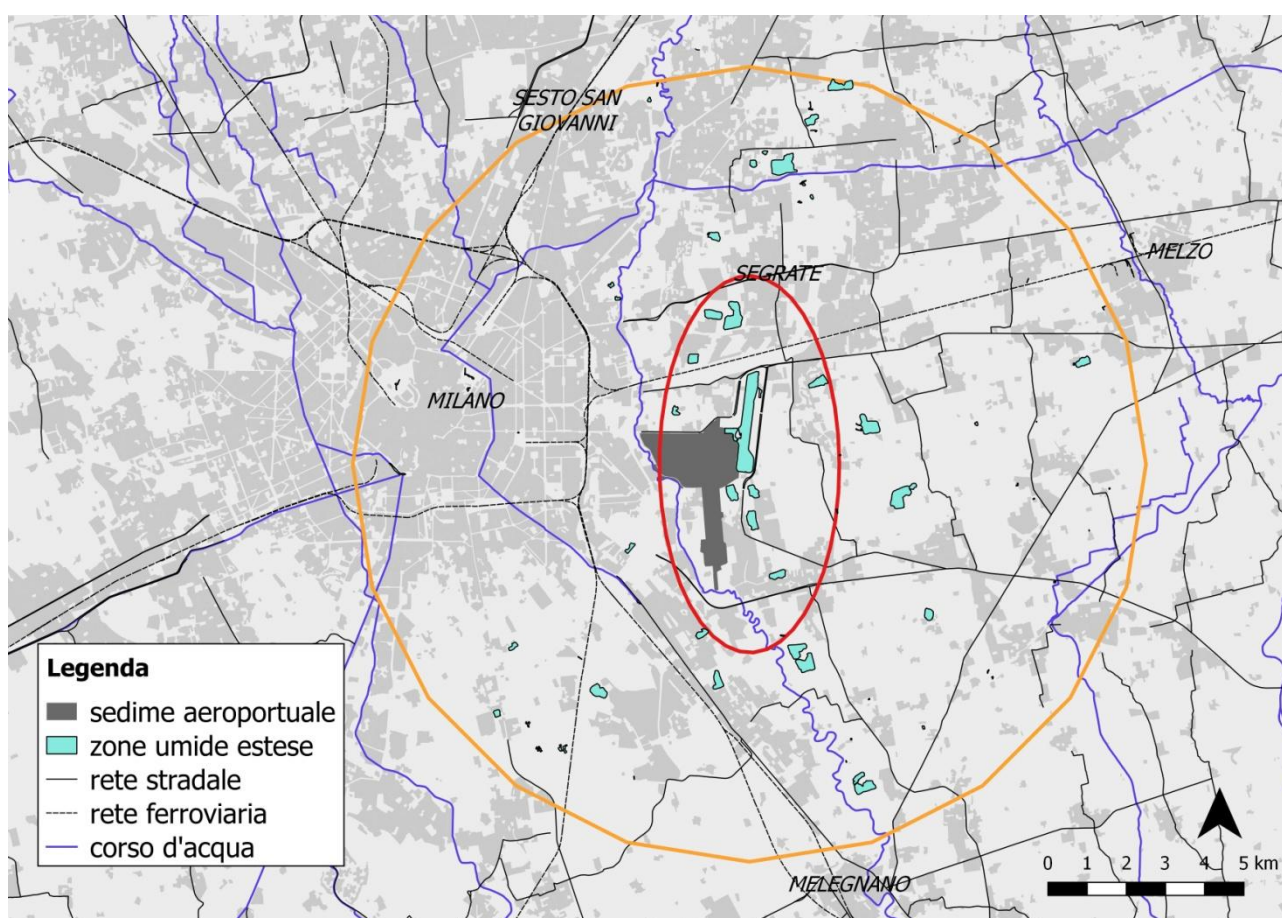 SESTO SAN
GIOVANNI
SEGRATE
MELZO
MILANO
Legenda
sedime aeroportuale
zone umide estese
rete stradale
rete ferroviaria
corso d'acqua
MELEGNANO
0 1 2 3 4 5 km